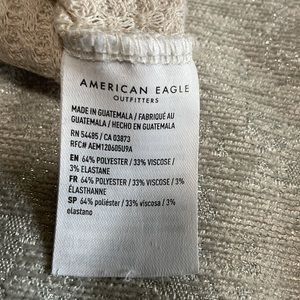 AMERICAN EAGLE
OUTFITTERS
MADE IN GUATEMALA / FABRIQUÉ AU
GUATEMALA / HECHO EN GUATEMALA
RN 54485 / CA 03873
RFC# AEM120605U9A
EN 64% POLYESTER / 33% VISCOSE /
3% ELASTANE
FR 64% POLYESTER / 33% VISCOSE / 3%
ÉLASTHANNE
SP 64% poliéster / 33% viscosa / 3%
elastano